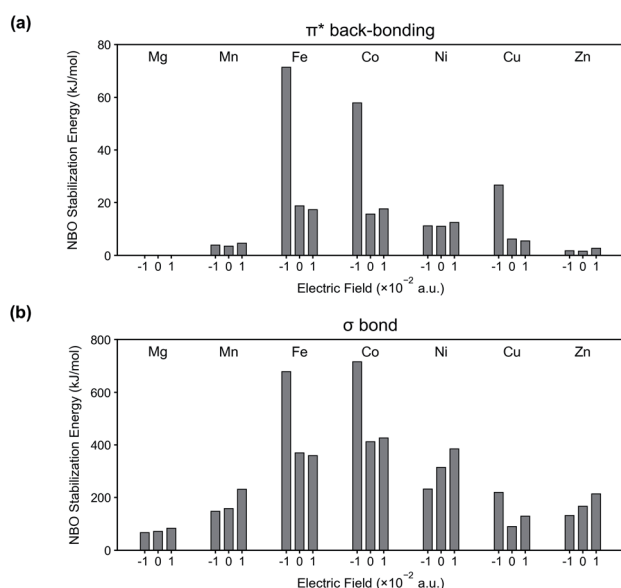 (a)
π* back-bonding
NBO Stabilization Energy (kJ/mol)
80
60
40
20
0
Mg Mn Fe Co Ni Cu Zn
-1 0 1 -1 0 1 -1 0 1 -1 0 1 -1 0 1 -1 0 1 -1 0 1
Electric Field (×10⁻² a.u.)
(b)
σ bond
NBO Stabilization Energy (kJ/mol)
800
600
400
200
0
Mg Mn Fe Co Ni Cu Zn
-1 0 1 -1 0 1 -1 0 1 -1 0 1 -1 0 1 -1 0 1 -1 0 1
Electric Field (×10⁻² a.u.)